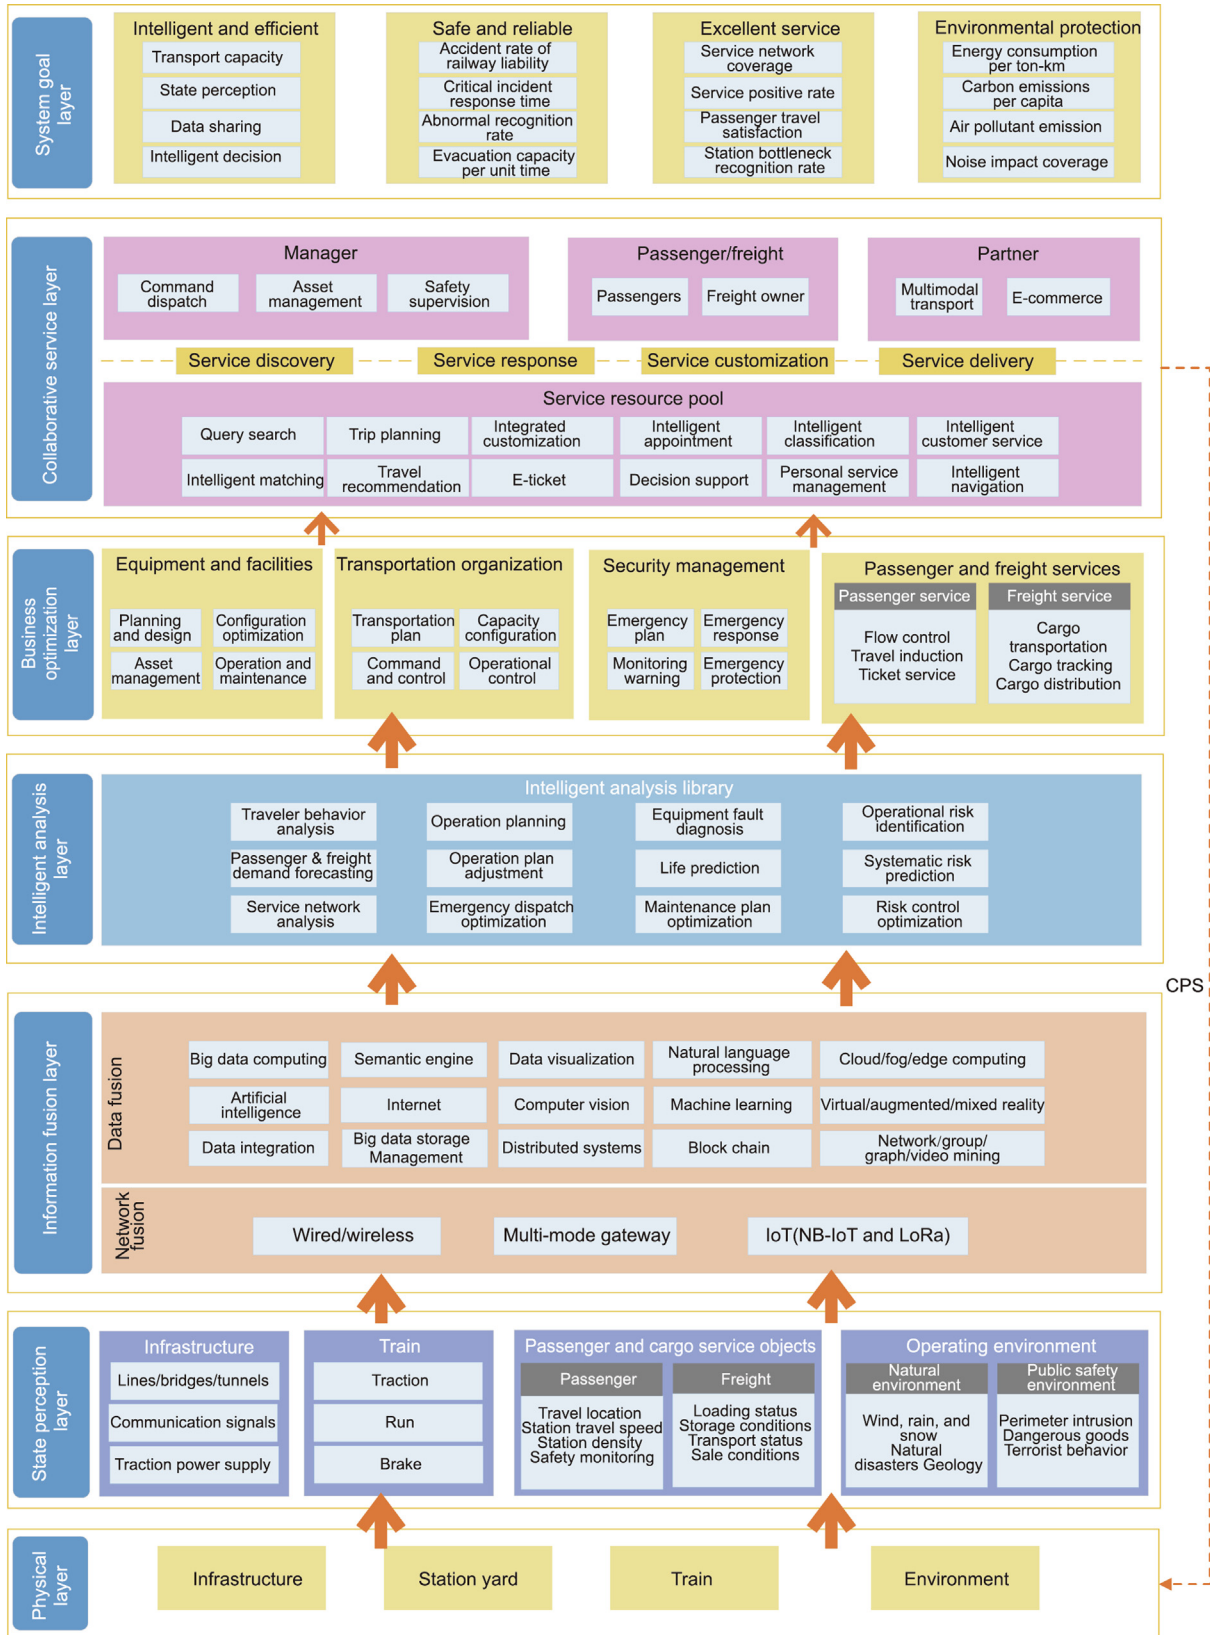 System goal
layer
Intelligent and efficient
Transport capacity
State perception
Data sharing
Intelligent decision
Safe and reliable
Accident rate of
railway liability
Critical incident
response time
Abnormal recognition
rate
Evacuation capacity
per unit time
Excellent service
Service network
coverage
Service positive rate
Passenger travel
satisfaction
Station bottleneck
recognition rate
Environmental protection
Energy consumption
per ton-km
Carbon emissions
per capita
Air pollutant emission
Noise impact coverage
Collaborative service layer
Manager
Command
dispatch
Asset
management
Safety
supervision
Passenger/freight
Passengers
Freight owner
Partner
Multimodal
transport
E-commerce
Service discovery
Service response
Service customization
Service delivery
Service resource pool
Query search
Trip planning
Integrated
customization
Intelligent
appointment
Intelligent
classification
Intelligent
customer service
Intelligent matching
Travel
recommendation
E-ticket
Decision support
Personal service
management
Intelligent
navigation
Business
optimization
layer
Equipment and facilities
Planning
and design
Configuration
optimization
Asset
management
Operation and
maintenance
Transportation organization
Transportation
plan
Capacity
configuration
Command
and control
Operational
control
Security management
Emergency
plan
Emergency
response
Monitoring
warning
Emergency
protection
Passenger and freight services
Passenger service
Flow control
Travel induction
Ticket service
Freight service
Cargo
transportation
Cargo tracking
Cargo distribution
Intelligent analysis
layer
Intelligent analysis library
Traveler behavior
analysis
Operation planning
Equipment fault
diagnosis
Operational risk
identification
Passenger & freight
demand forecasting
Operation plan
adjustment
Life prediction
Systematic risk
prediction
Service network
analysis
Emergency dispatch
optimization
Maintenance plan
optimization
Risk control
optimization
CPS
Information fusion layer
Data fusion
Big data computing
Semantic engine
Data visualization
Natural language
processing
Cloud/fog/edge computing
Artificial
intelligence
Internet
Computer vision
Machine learning
Virtual/augmented/mixed reality
Data integration
Big data storage
Management
Distributed systems
Block chain
Network/group/
graph/video mining
Network
fusion
Wired/wireless
Multi-mode gateway
IoT(NB-IoT and LoRa)
State perception
layer
Infrastructure
Lines/bridges/tunnels
Communication signals
Traction power supply
Train
Traction
Run
Brake
Passenger and cargo service objects
Passenger
Travel location
Station travel speed
Station density
Safety monitoring
Freight
Loading status
Storage conditions
Transport status
Sale conditions
Operating environment
Natural
environment
Wind, rain, and
snow
Natural
disasters Geology
Public safety
environment
Perimeter intrusion
Dangerous goods
Terrorist behavior
Physical
layer
Infrastructure
Station yard
Train
Environment